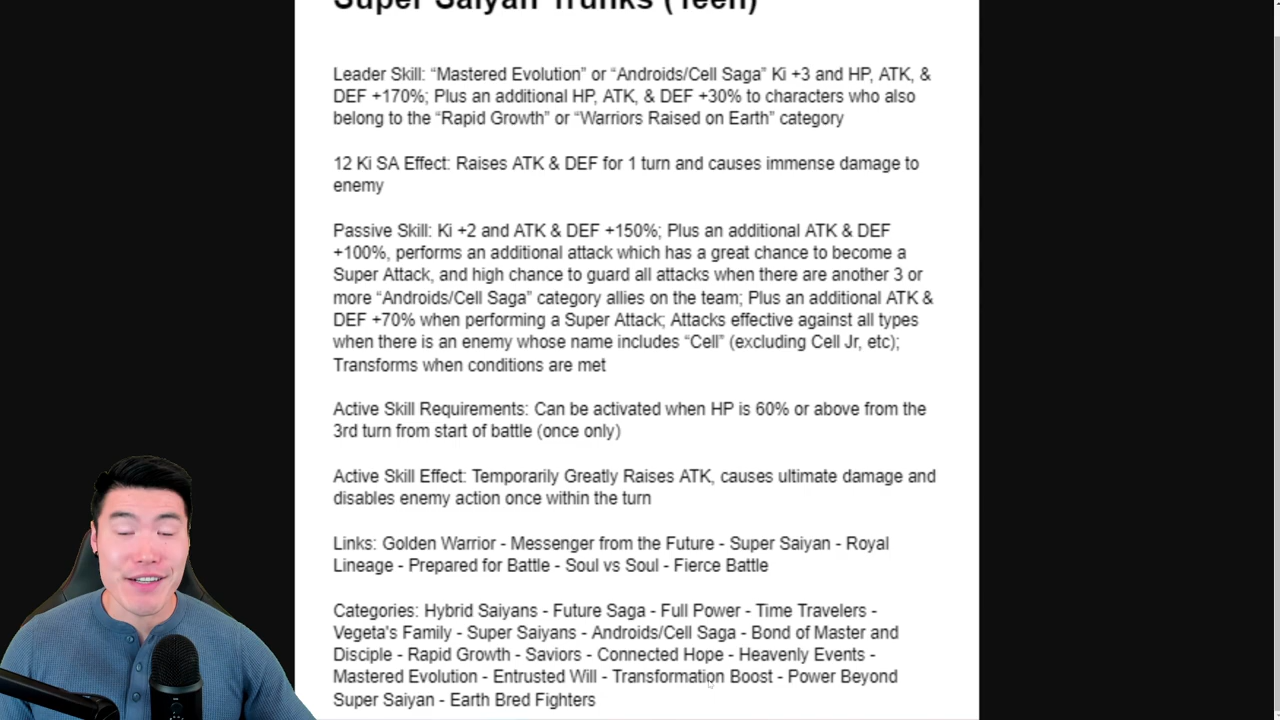 Super Saiyan Trunks (Teen)
Leader Skill: “Mastered Evolution” or “Androids/Cell Saga” Ki +3 and HP, ATK, &
DEF +170%; Plus an additional HP, ATK, & DEF +30% to characters who also
belong to the “Rapid Growth” or “Warriors Raised on Earth” category
12 Ki SA Effect: Raises ATK & DEF for 1 turn and causes immense damage to
enemy
Passive Skill: Ki +2 and ATK & DEF +150%; Plus an additional ATK & DEF
+100%, performs an additional attack which has a great chance to become a
Super Attack, and high chance to guard all attacks when there are another 3 or
more “Androids/Cell Saga” category allies on the team; Plus an additional ATK &
DEF +70% when performing a Super Attack; Attacks effective against all types
when there is an enemy whose name includes “Cell” (excluding Cell Jr, etc);
Transforms when conditions are met
Active Skill Requirements: Can be activated when HP is 60% or above from the
3rd turn from start of battle (once only)
Active Skill Effect: Temporarily Greatly Raises ATK, causes ultimate damage and
disables enemy action once within the turn
Links: Golden Warrior - Messenger from the Future - Super Saiyan - Royal
Lineage - Prepared for Battle - Soul vs Soul - Fierce Battle
Categories: Hybrid Saiyans - Future Saga - Full Power - Time Travelers -
Vegeta's Family - Super Saiyans - Androids/Cell Saga - Bond of Master and
Disciple - Rapid Growth - Saviors - Connected Hope - Heavenly Events -
Mastered Evolution - Entrusted Will - Transformation Boost - Power Beyond
Super Saiyan - Earth Bred Fighters